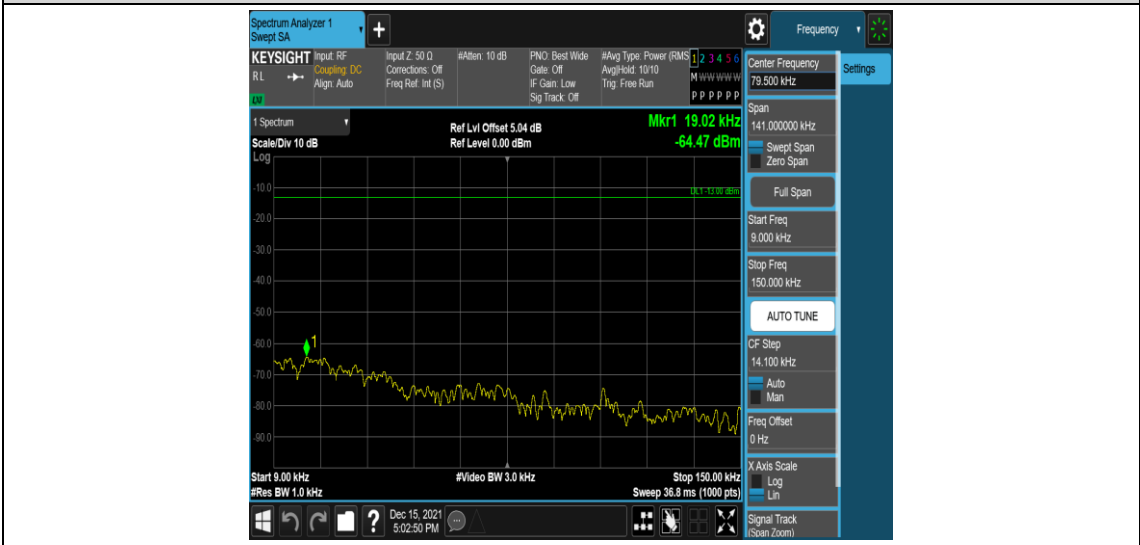 Spectrum Analyzer 1
Swept SA
+
Frequency
KEYSIGHT
R L
LXI
Input: RF
Coupling: DC
Align: Auto
Input Z: 50 Ω
Corrections: Off
Freq Ref: Int (S)
#Atten: 10 dB
PNO: Best Wide
Gate: Off
IF Gain: Low
Sig Track: Off
#Avg Type: Power (RMS
Avg|Hold: 10/10
Trig: Free Run
1 2 3 4 5 6
M W W W W W
P P P P P P
Center Frequency
79.500 kHz
Settings
Span
141.000000 kHz
Swept Span
Zero Span
Full Span
Start Freq
9.000 kHz
Stop Freq
150.000 kHz
AUTO TUNE
CF Step
14.100 kHz
Auto
Man
Freq Offset
0 Hz
X Axis Scale
Log
Lin
Signal Track
(Span Zoom)
1 Spectrum
Scale/Div 10 dB
Log
Ref Lvl Offset 5.04 dB
Ref Level 0.00 dBm
Mkr1 19.02 kHz
-64.47 dBm
DL1 -13.00 dBm
-10.0
-20.0
-30.0
-40.0
-50.0
-60.0
-70.0
-80.0
-90.0
1
Start 9.00 kHz
#Res BW 1.0 kHz
#Video BW 3.0 kHz
Stop 150.00 kHz
Sweep 36.8 ms (1000 pts)
?
Dec 15, 2021
5:02:50 PM